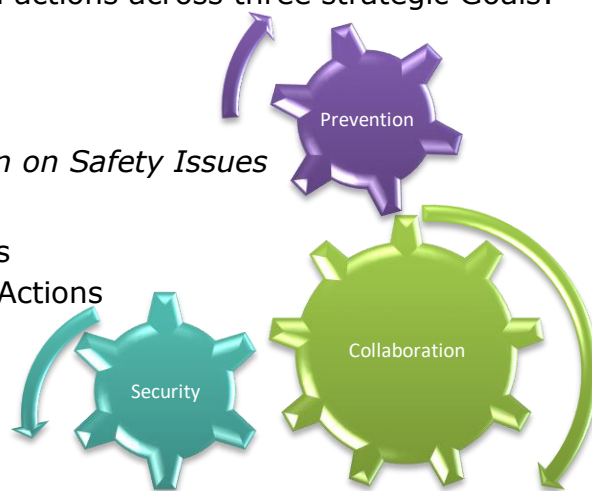 actions across three strategic Goals:
Prevention
n on Safety Issues
s
Actions
Collaboration
Security